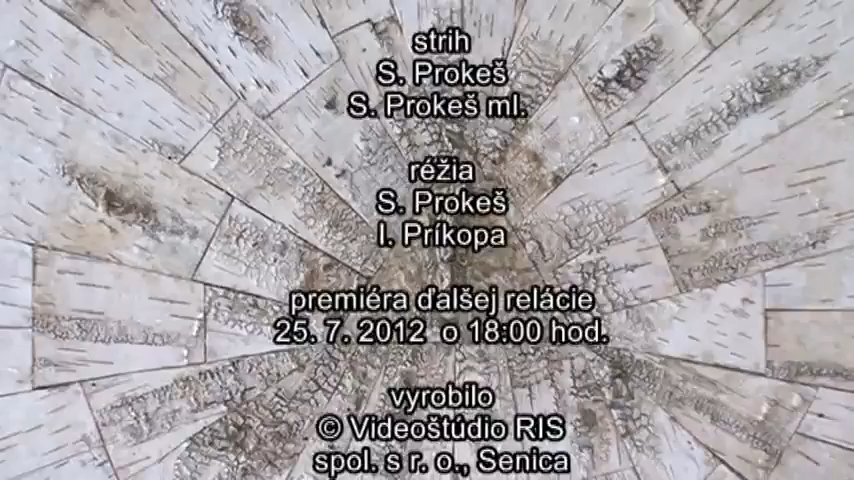 strih
S. Prokeš
S. Prokeš ml.
réžia
S. Prokeš
I. Príkopa
premiéra ďalšej relácie
25. 7. 2012 o 18:00 hod.
vyrobilo
© Videoštúdio RIS
spol. s r. o., Senica